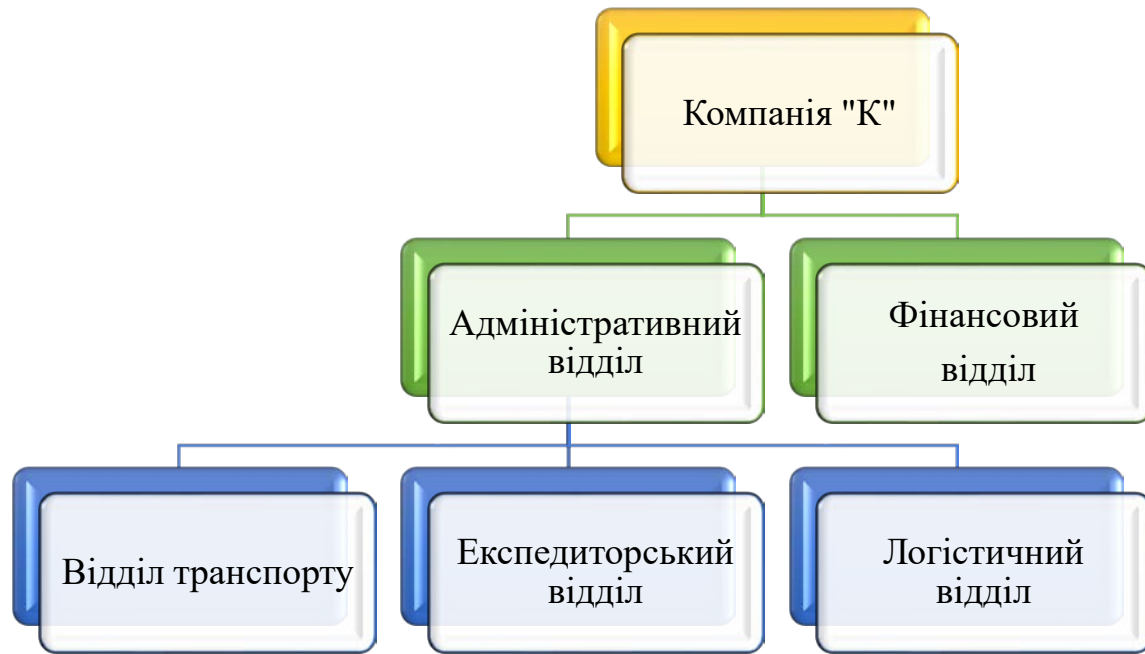 Компанія "К"
Адміністративний
відділ
Фінансовий
відділ
Відділ транспорту
Експедиторський
відділ
Логістичний
відділ